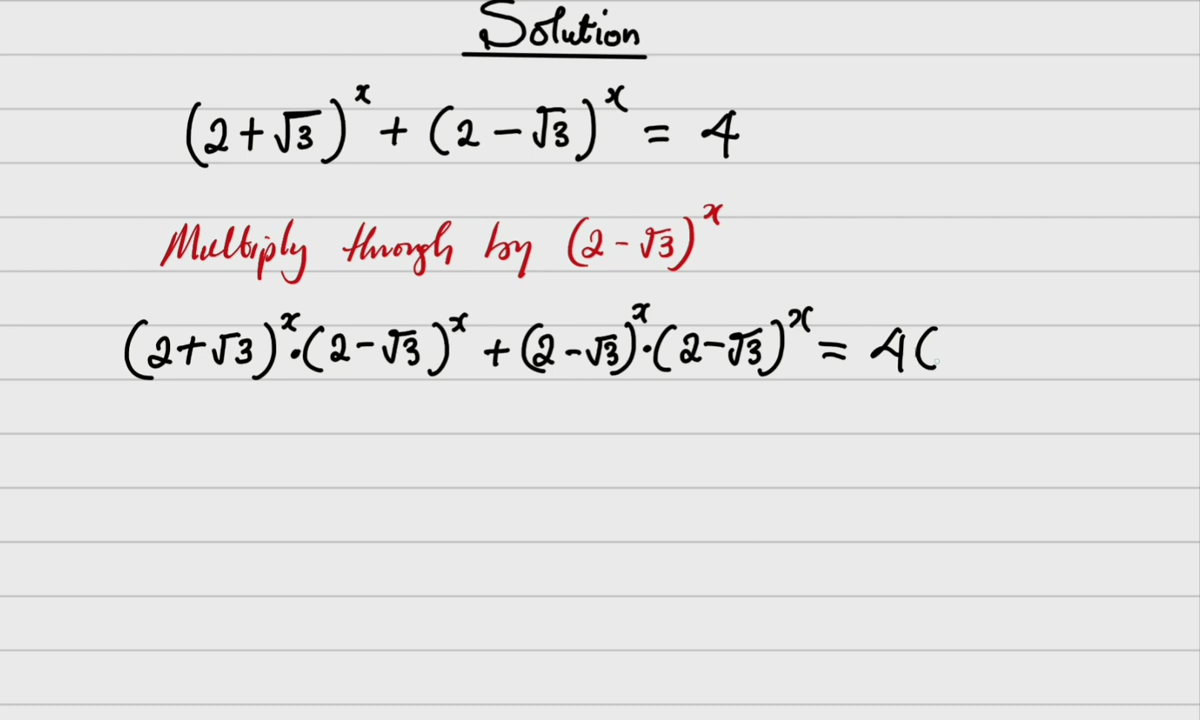 Solution
(2+√3)ˣ + (2-√3)ˣ = 4
Multiply through by (2-√3)ˣ
(2+√3)ˣ·(2-√3)ˣ + (2-√3)ˣ·(2-√3)ˣ = 4(